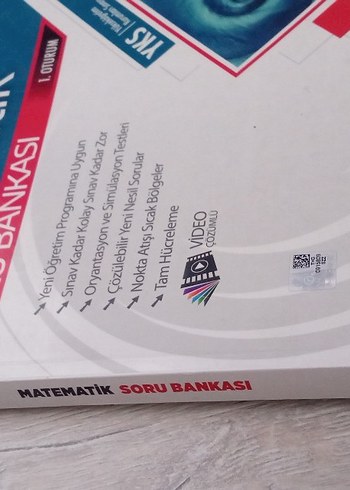 YKS
1. OTURUM
BANKASI
Yeni Öğretim Programına Uygun
Sınav Kadar Kolay Sınav Kadar Zor
Oryantasyon ve Simülasyon Testleri
Çözülebilir Yeni Nesil Sorular
Nokta Atışı Sıcak Bölgeler
Tam Hücreleme
VİDEO
ÇÖZÜMLÜ
MATEMATİK SORU BANKASI